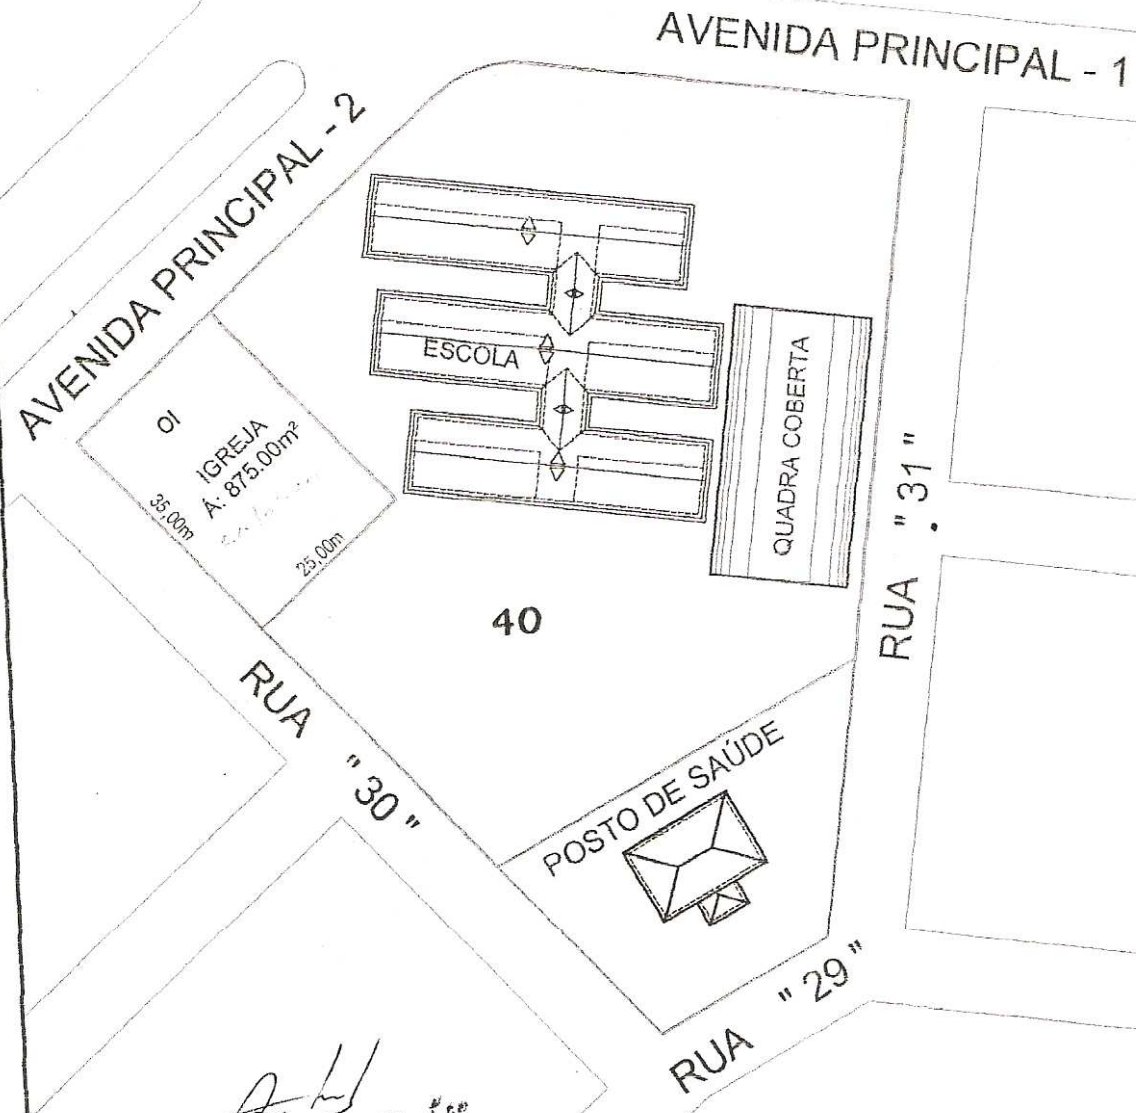 AVENIDA PRINCIPAL - 1
AVENIDA PRINCIPAL - 2
ESCOLA
QUADRA COBERTA
01
IGREJA
A: 875,00m²
35,00m
25,00m
RUA "31"
40
RUA "30"
POSTO DE SAÚDE
RUA "29"